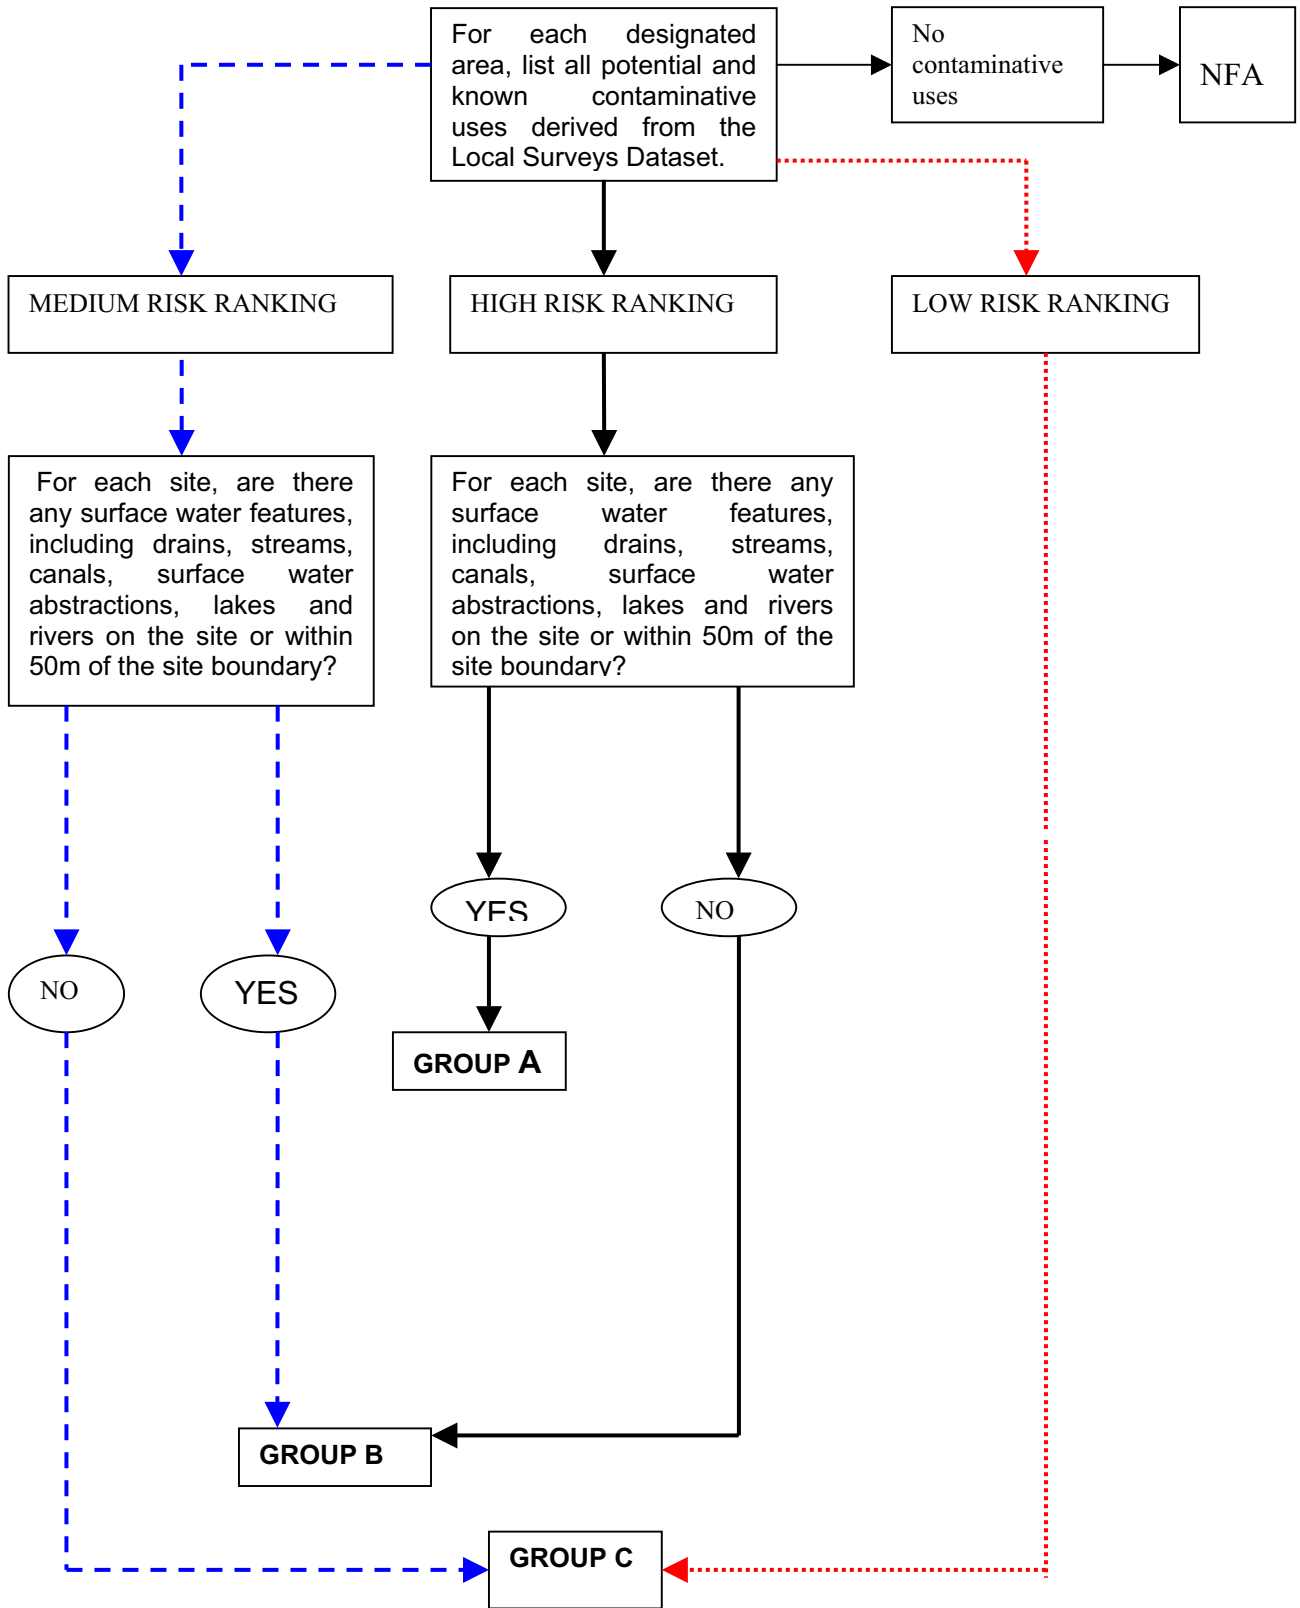 For each designated
area, list all potential and
known contaminative
uses derived from the
Local Surveys Dataset.
No
contaminative
uses
NFA
MEDIUM RISK RANKING
HIGH RISK RANKING
LOW RISK RANKING
For each site, are there
any surface water features,
including drains, streams,
canals, surface water
abstractions, lakes and
rivers on the site or within
50m of the site boundary?
For each site, are there any
surface water features,
including drains, streams,
canals, surface water
abstractions, lakes and rivers
on the site or within 50m of the
site boundary?
YES
NO
NO
YES
GROUP A
GROUP B
GROUP C